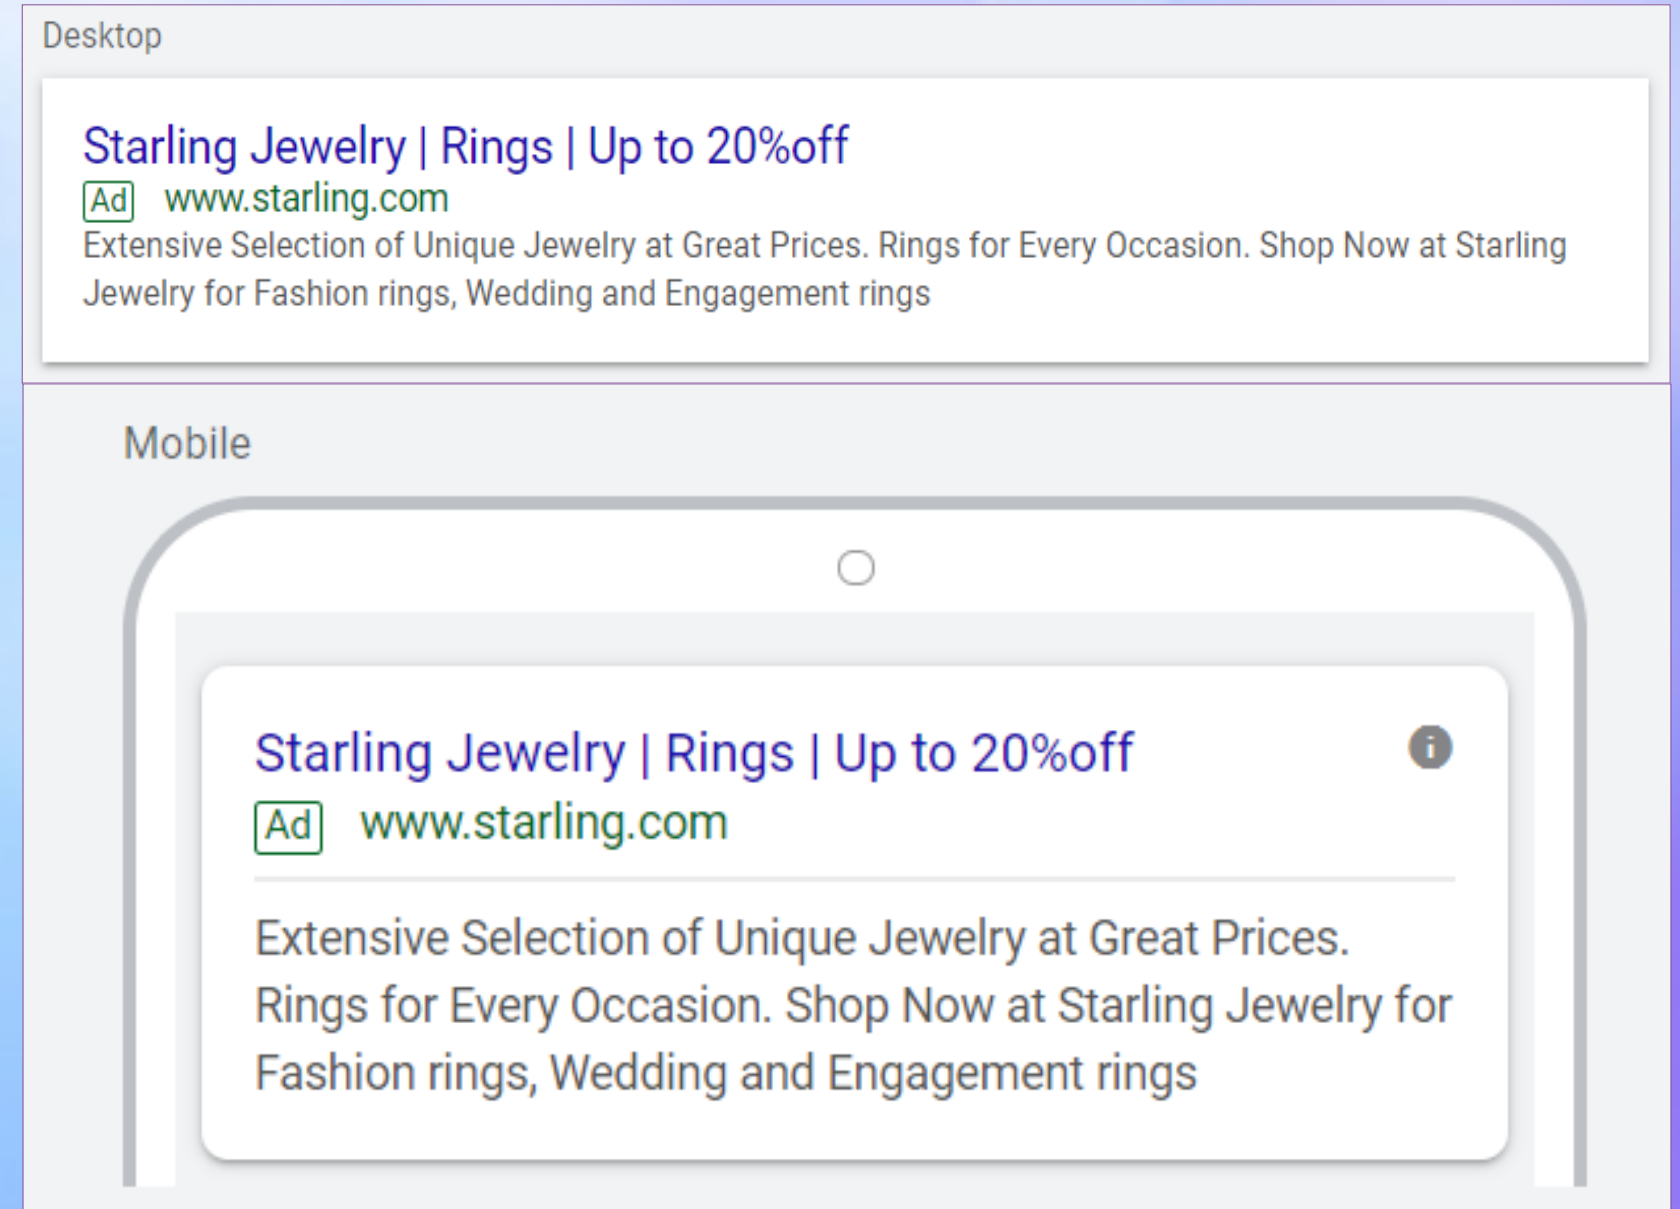 Desktop
Starling Jewelry | Rings | Up to 20%off
Ad www.starling.com
Extensive Selection of Unique Jewelry at Great Prices. Rings for Every Occasion. Shop Now at Starling
Jewelry for Fashion rings, Wedding and Engagement rings
Mobile
Starling Jewelry | Rings | Up to 20%off
Ad www.starling.com
Extensive Selection of Unique Jewelry at Great Prices.
Rings for Every Occasion. Shop Now at Starling Jewelry for
Fashion rings, Wedding and Engagement rings